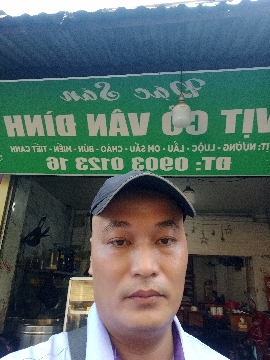 Đặc Sản
VỊT CỎ VÂN ĐÌNH
NƯỚNG - LUỘC - LẨU - OM SẤU - CHÁO - BÚN - MIẾN - TIẾT CANH
ĐT: 0903 0123 16